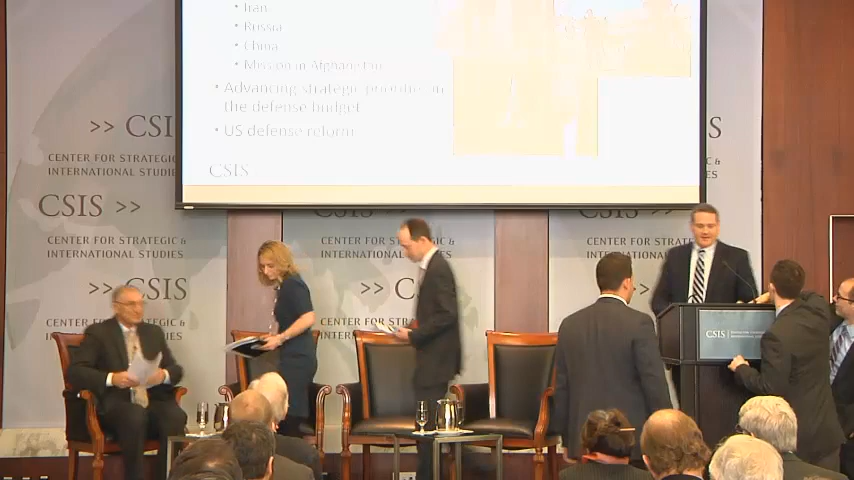 • Iran
• Russia
• China
• Mission in Afghanistan
• Advancing strategic priorities in
the defense budget
• US defense reform
CSIS
>> CSI
CENTER FOR STRATEGIC
INTERNATIONAL STUDIES
CSIS >>
CENTER FOR STRATEGIC &
INTERNATIONAL STUDIES
>> CSIS
CENTER FOR STRATEGIC &
INTERNATIONAL STUDIES
CSIS
CENTER FOR STRATEGIC &
INTERNATIONAL STUDIES
>> C
CENTER FOR STRATEGIC &
CSIS >>
CENTER FOR STRATEGIC &
INTERNATIONAL
S
C &
ES
CSIS